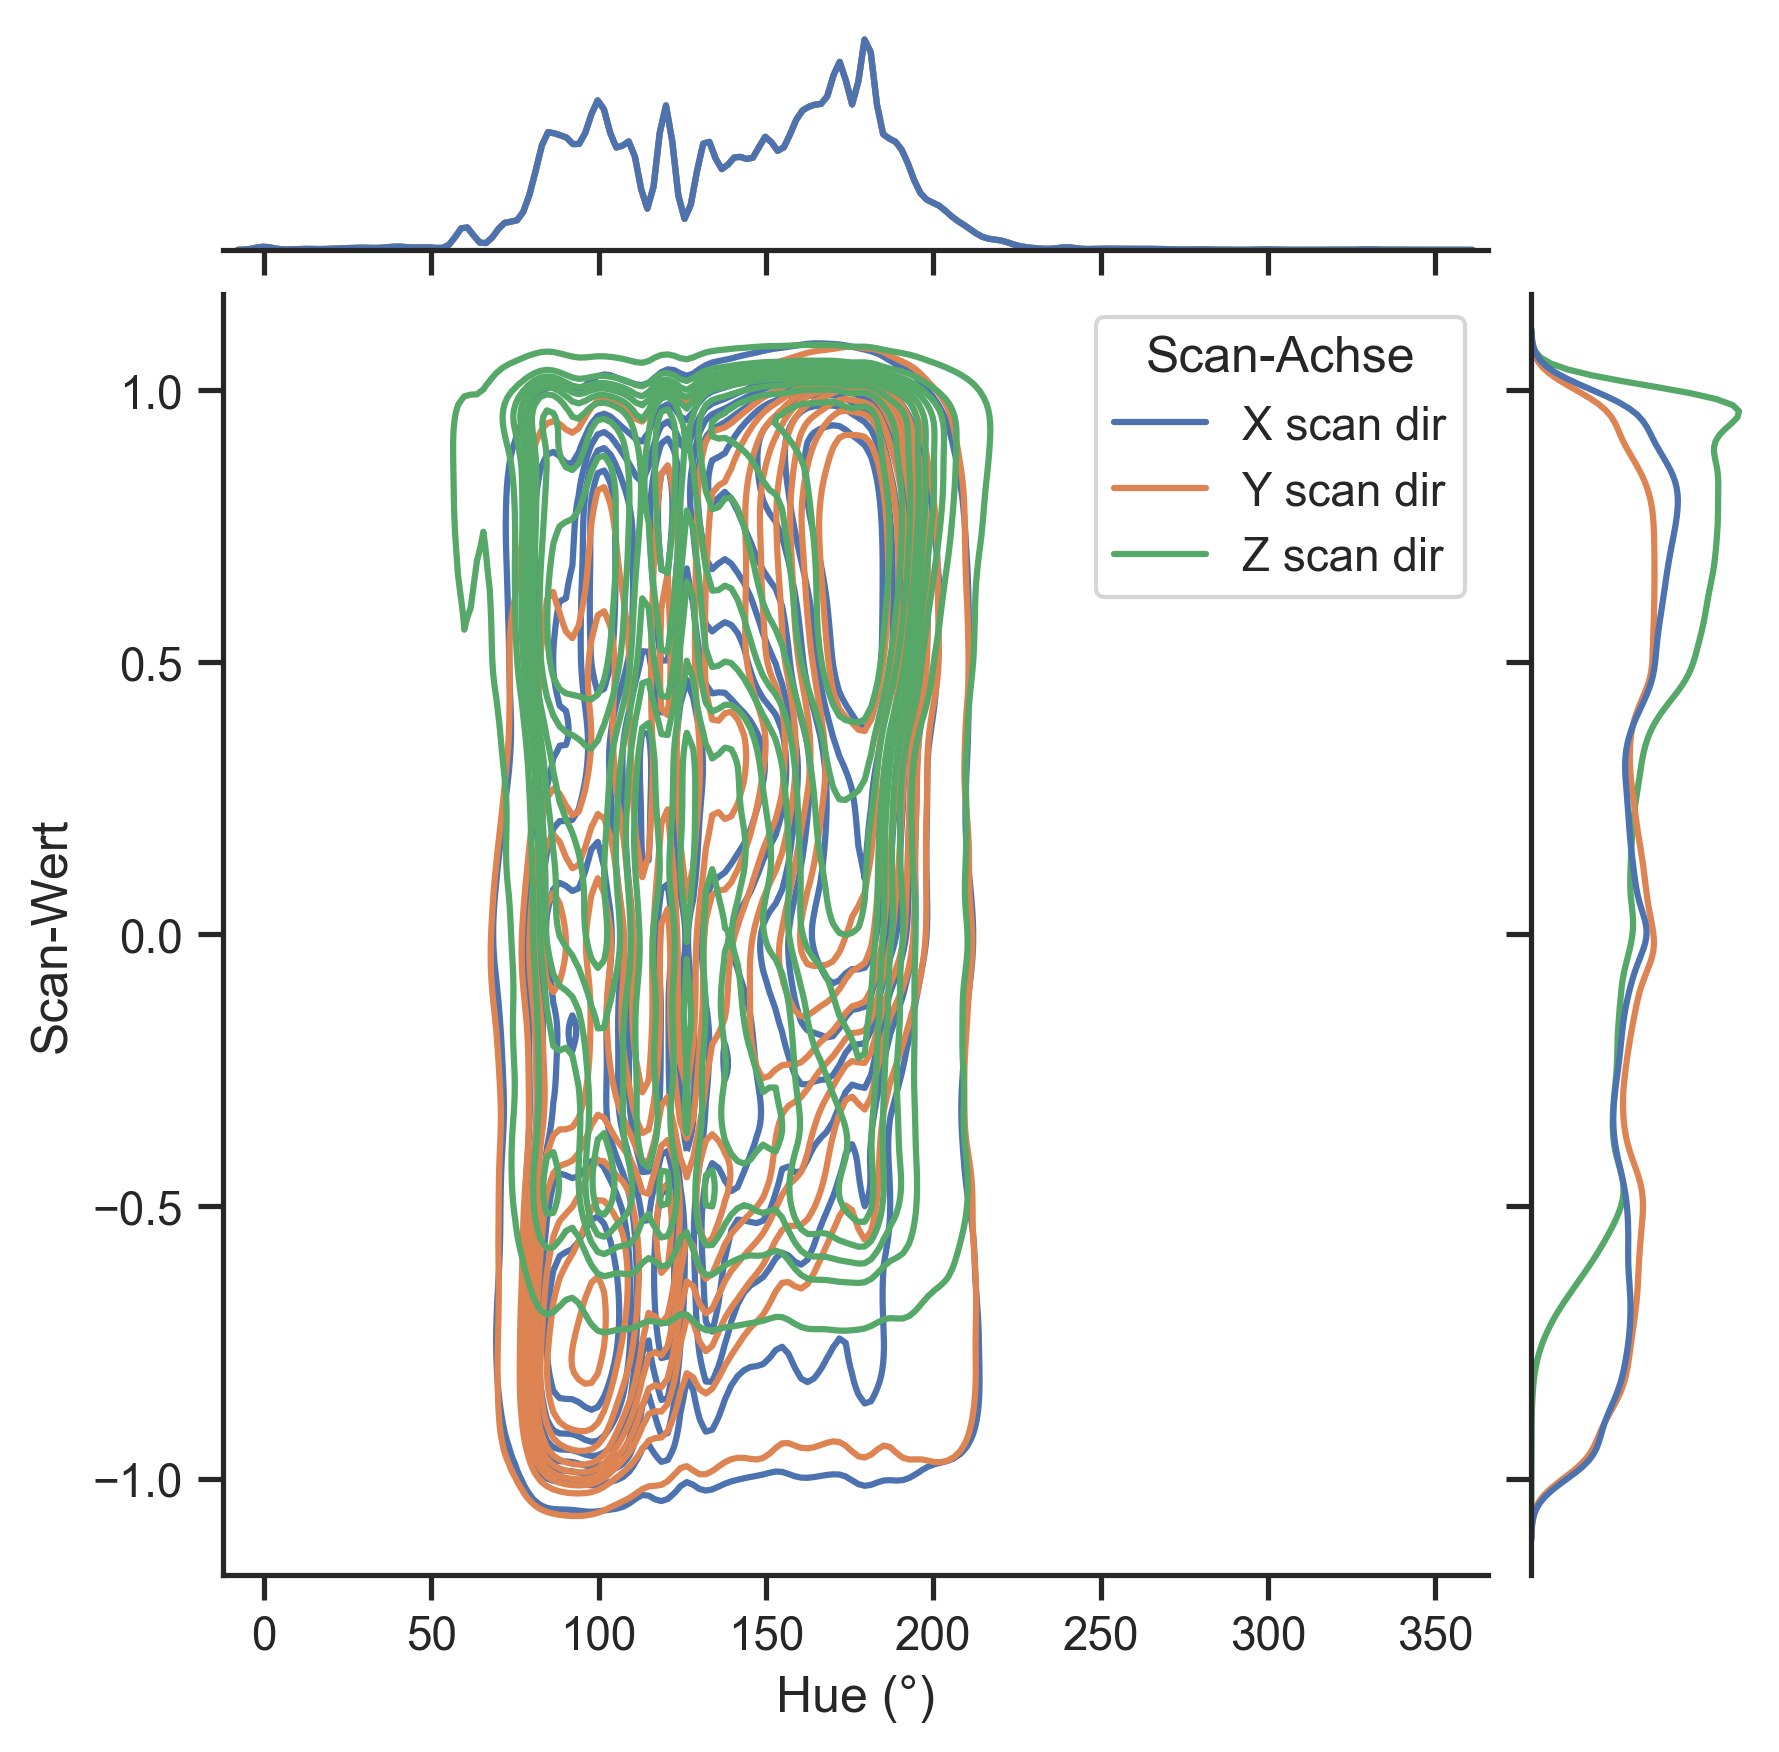 Scan-Achse
X scan dir
Y scan dir
Z scan dir
1.0
0.5
0.0
−0.5
−1.0
Scan-Wert
0 50 100 150 200 250 300 350
Hue (°)